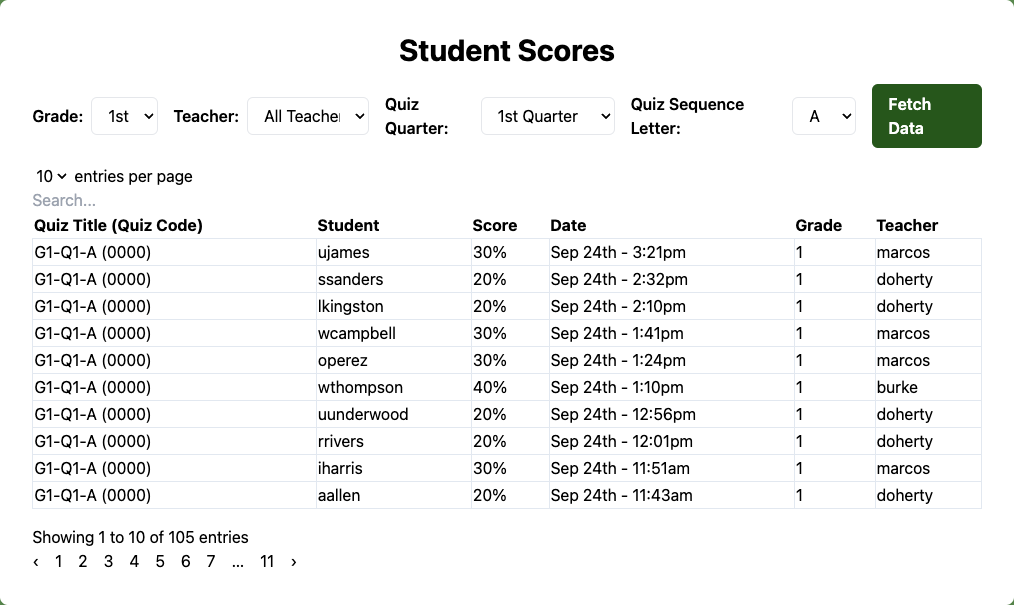 Student Scores
Grade: 1st Teacher: All Teacher Quiz Quarter: 1st Quarter Quiz Sequence Letter: A Fetch Data
10 entries per page
Search...
Quiz Title (Quiz Code) Student Score Date Grade Teacher
G1-Q1-A (0000) ujames 30% Sep 24th - 3:21pm 1 marcos
G1-Q1-A (0000) ssanders 20% Sep 24th - 2:32pm 1 doherty
G1-Q1-A (0000) lkingston 20% Sep 24th - 2:10pm 1 doherty
G1-Q1-A (0000) wcampbell 30% Sep 24th - 1:41pm 1 marcos
G1-Q1-A (0000) operez 30% Sep 24th - 1:24pm 1 marcos
G1-Q1-A (0000) wthompson 40% Sep 24th - 1:10pm 1 burke
G1-Q1-A (0000) uunderwood 20% Sep 24th - 12:56pm 1 doherty
G1-Q1-A (0000) rrivers 20% Sep 24th - 12:01pm 1 doherty
G1-Q1-A (0000) iharris 30% Sep 24th - 11:51am 1 marcos
G1-Q1-A (0000) aallen 20% Sep 24th - 11:43am 1 doherty
Showing 1 to 10 of 105 entries
‹ 1 2 3 4 5 6 7 ... 11 ›